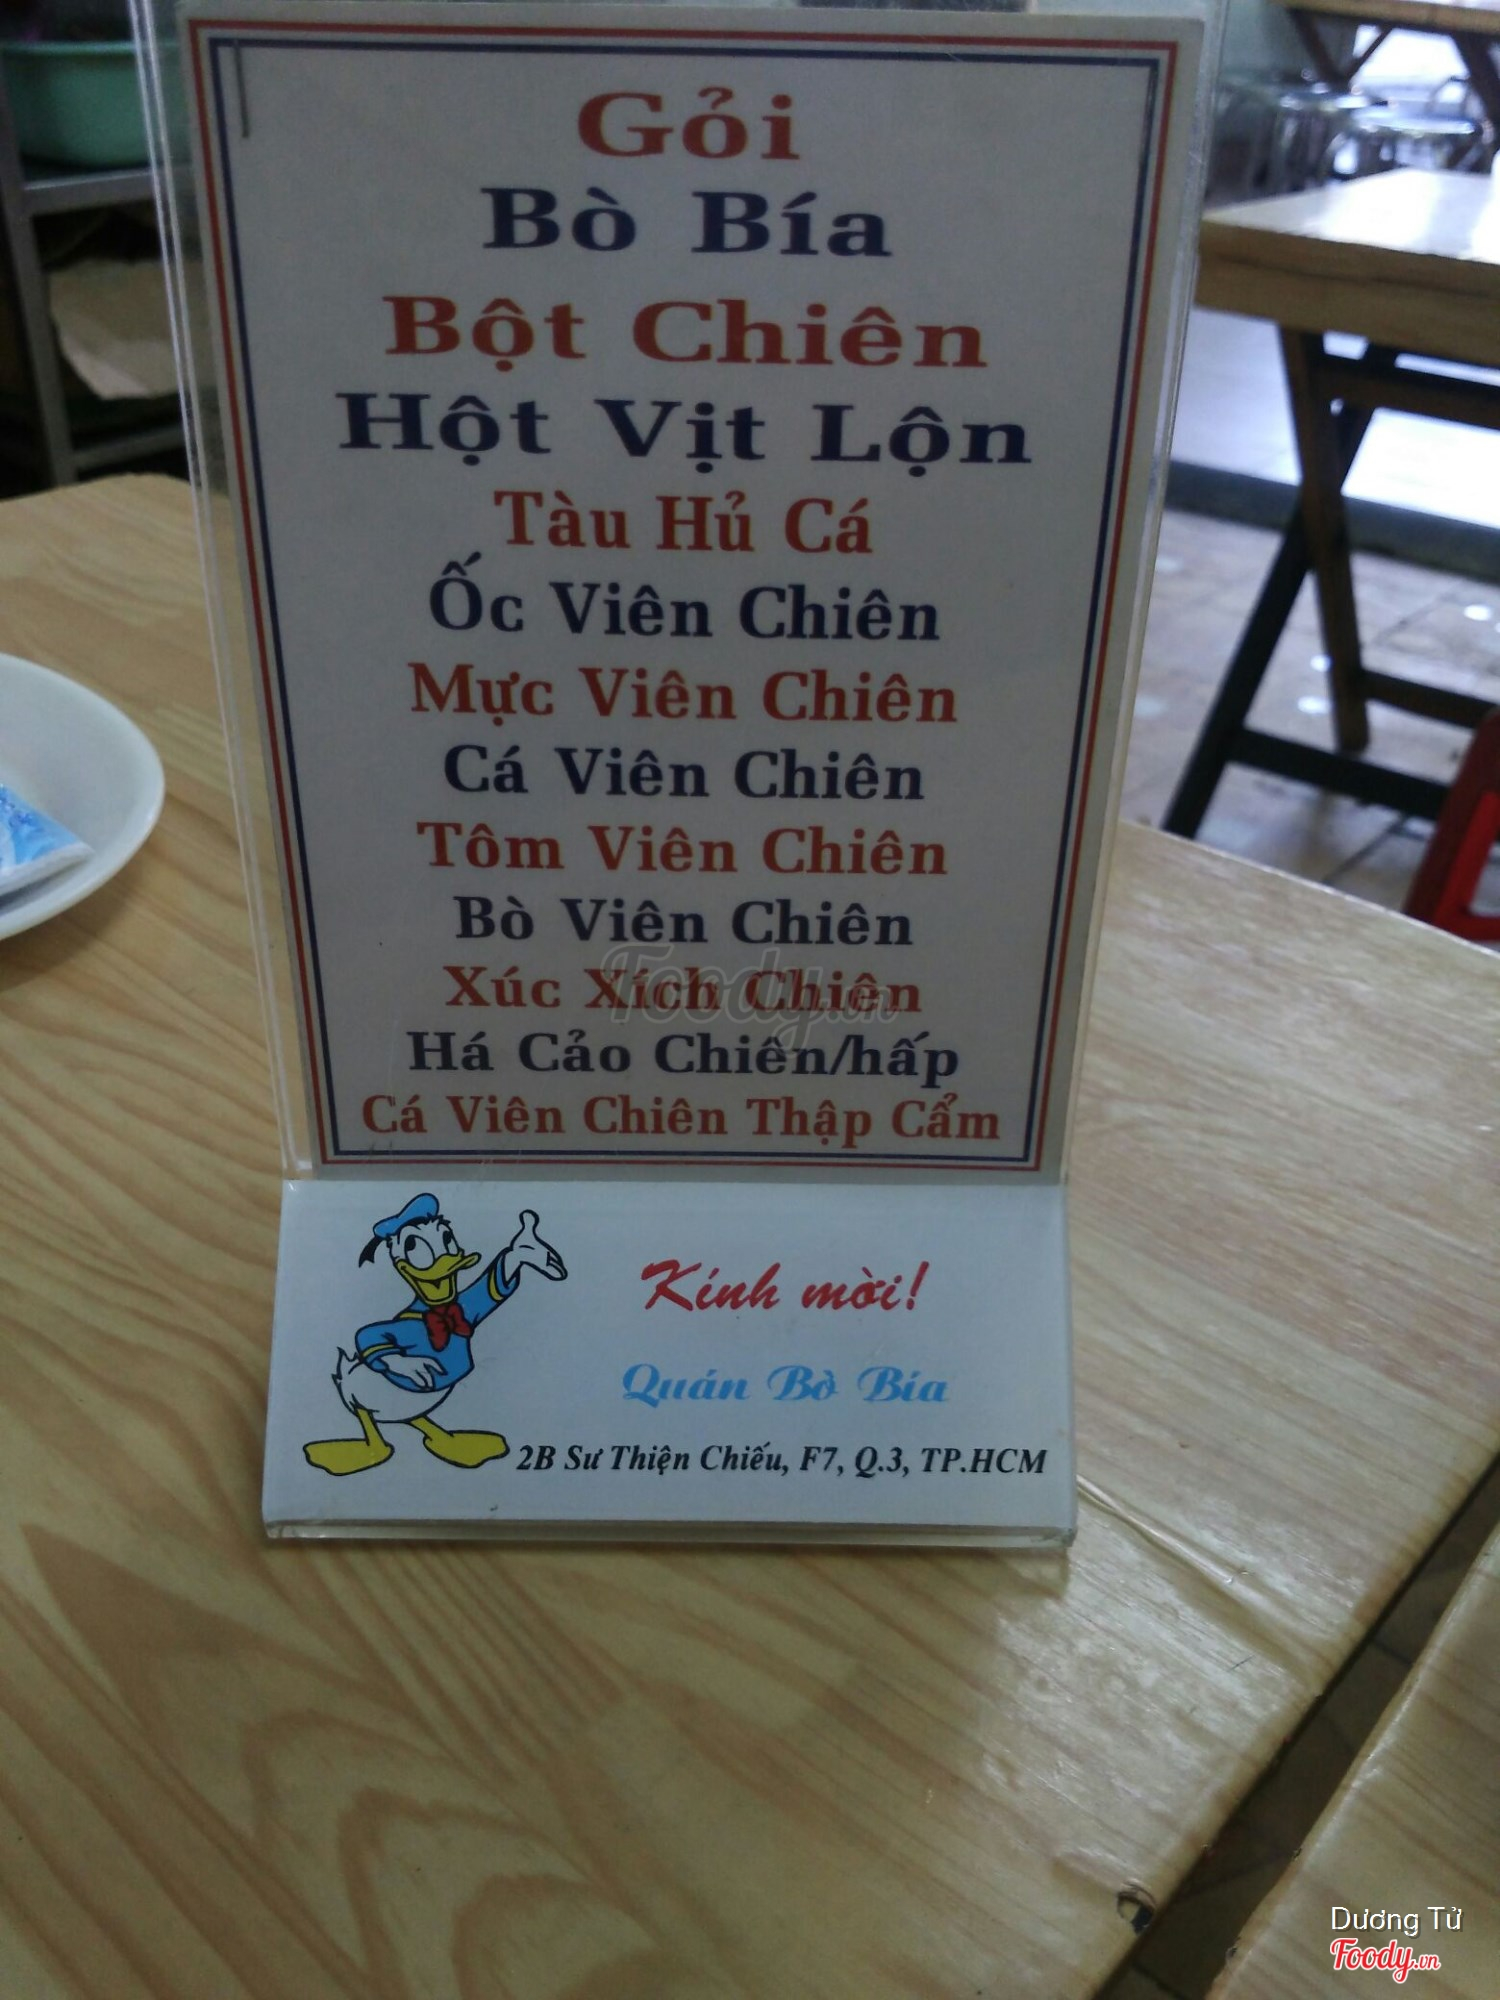 Gỏi
Bò Bía
Bột Chiên
Hột Vịt Lộn
Tàu Hủ Cá
Ốc Viên Chiên
Mực Viên Chiên
Cá Viên Chiên
Tôm Viên Chiên
Bò Viên Chiên
Xúc Xích Chiên
Foody.vn
Há Cảo Chiên/hấp
Cá Viên Chiên Thập Cẩm
Kính mời!
Quán Bò Bía
2B Sư Thiện Chiếu, F7, Q.3, TP.HCM
Dương Tử
Foody.vn